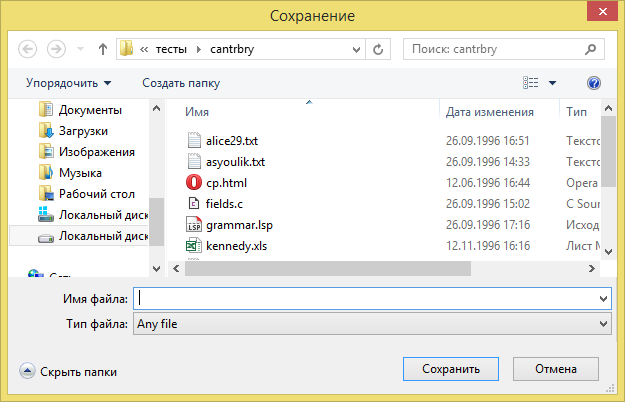 Сохранение
« тесты ▸ cantrbry
Поиск: cantrbry
Упорядочить
Создать папку
Документы
Загрузки
Изображения
Музыка
Рабочий стол
Локальный диск
Локальный диск
Имя Дата изменения Тип
alice29.txt 26.09.1996 16:51 Тексто
asyoulik.txt 26.09.1996 14:33 Тексто
cp.html 12.06.1996 16:44 Opera
fields.c 26.09.1996 15:02 C Sour
grammar.lsp 26.09.1996 17:16 Исход
kennedy.xls 12.11.1996 16:16 Лист M
Имя файла:
Тип файла: Any file
Скрыть папки
Сохранить
Отмена